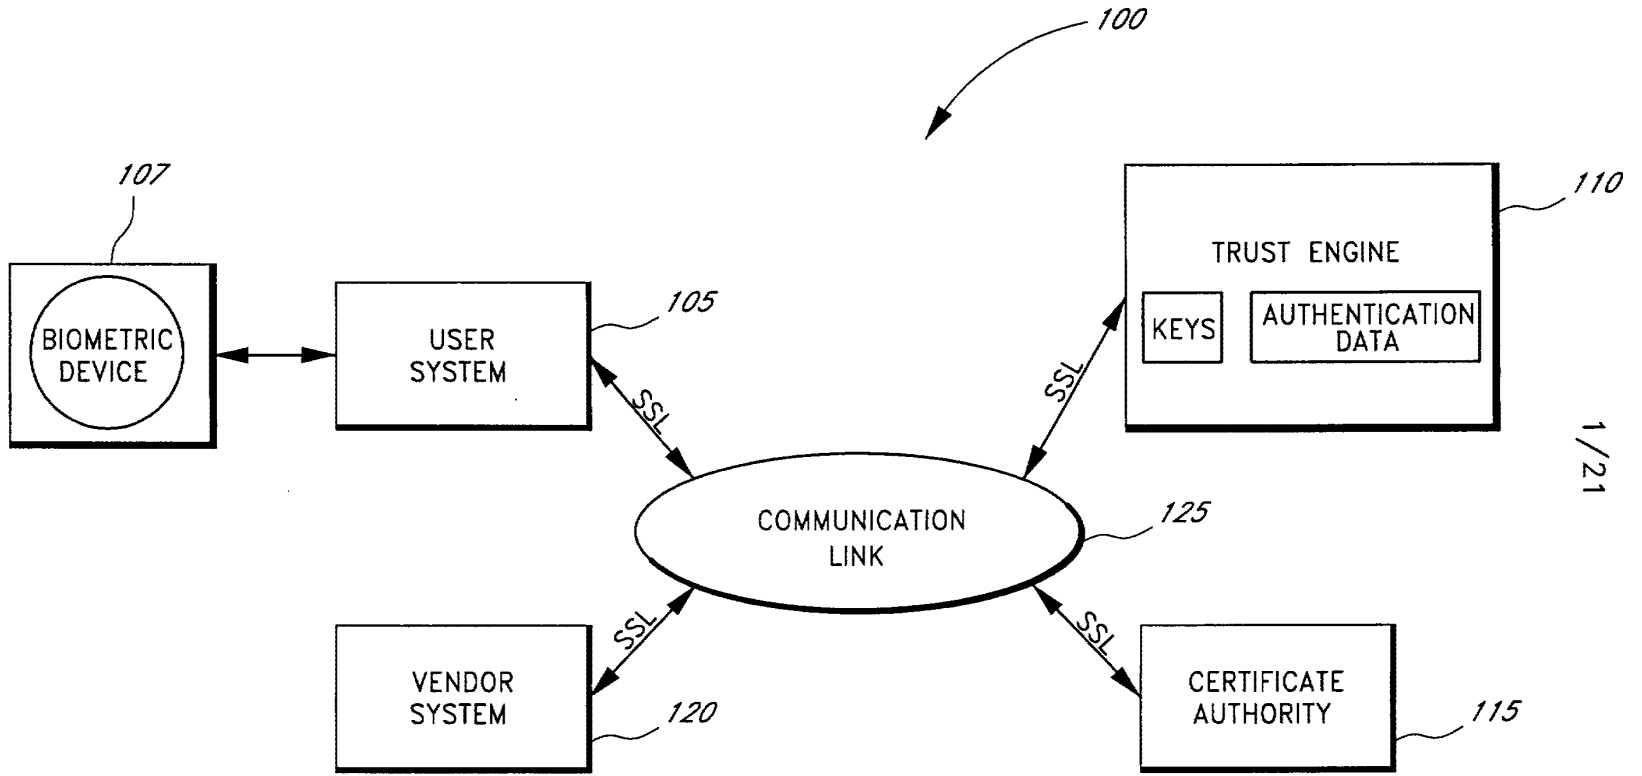 100
107
110
TRUST ENGINE
KEYS
AUTHENTICATION
DATA
105
BIOMETRIC
DEVICE
USER
SYSTEM
SSL
SSL
1/21
COMMUNICATION
LINK
125
SSL
SSL
VENDOR
SYSTEM
120
CERTIFICATE
AUTHORITY
115